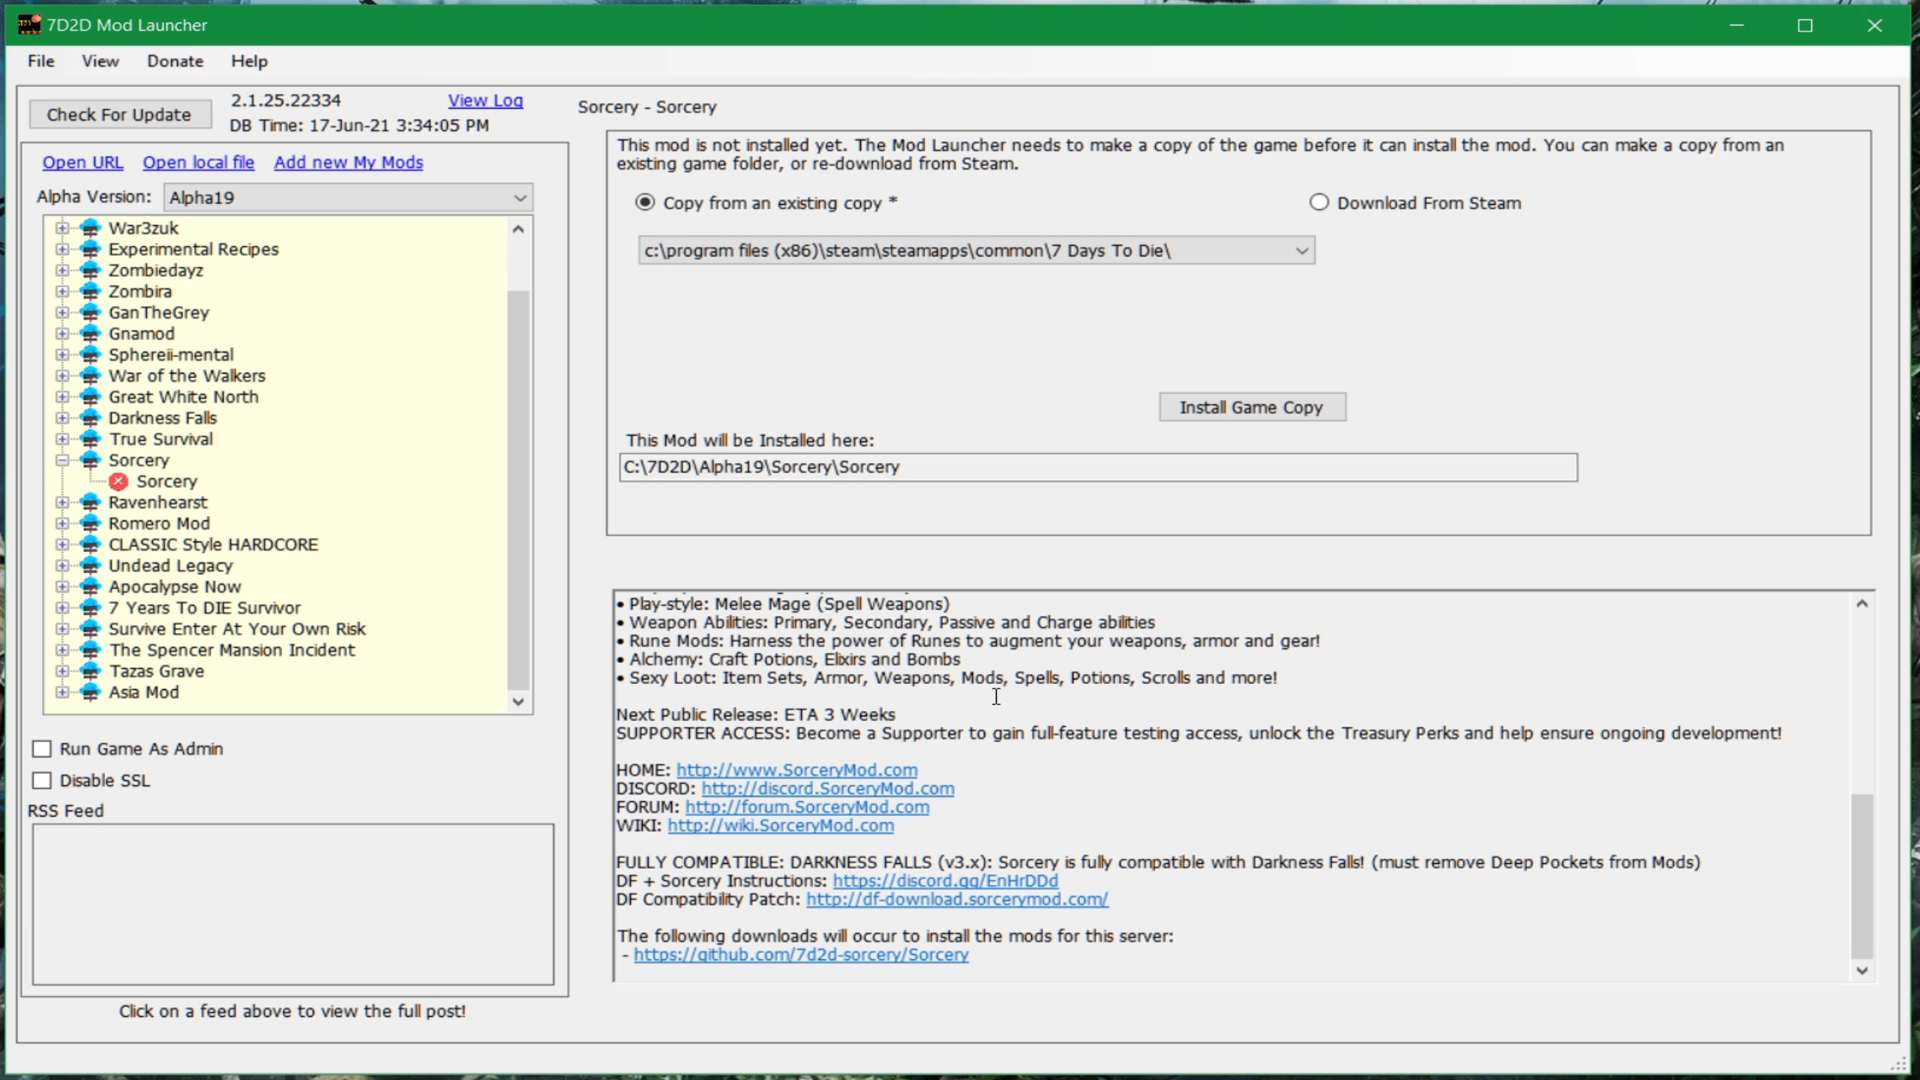 7D2D Mod Launcher
File View Donate Help
Check For Update
2.1.25.22334
View Log
DB Time: 17-Jun-21 3:34:05 PM
Open URL Open local file Add new My Mods
Alpha Version: Alpha19
War3zuk
Experimental Recipes
Zombiedayz
Zombira
GanTheGrey
Gnamod
Sphereii-mental
War of the Walkers
Great White North
Darkness Falls
True Survival
Sorcery
Sorcery
Ravenhearst
Romero Mod
CLASSIC Style HARDCORE
Undead Legacy
Apocalypse Now
7 Years To DIE Survivor
Survive Enter At Your Own Risk
The Spencer Mansion Incident
Tazas Grave
Asia Mod
Run Game As Admin
Disable SSL
RSS Feed
Click on a feed above to view the full post!
Sorcery - Sorcery
This mod is not installed yet. The Mod Launcher needs to make a copy of the game before it can install the mod. You can make a copy from an
existing game folder, or re-download from Steam.
Copy from an existing copy *
Download From Steam
c:\program files (x86)\steam\steamapps\common\7 Days To Die\
Install Game Copy
This Mod will be Installed here:
C:\7D2D\Alpha19\Sorcery\Sorcery
• Play-style: Melee Mage (Spell Weapons)
• Weapon Abilities: Primary, Secondary, Passive and Charge abilities
• Rune Mods: Harness the power of Runes to augment your weapons, armor and gear!
• Alchemy: Craft Potions, Elixirs and Bombs
• Sexy Loot: Item Sets, Armor, Weapons, Mods, Spells, Potions, Scrolls and more!
Next Public Release: ETA 3 Weeks
SUPPORTER ACCESS: Become a Supporter to gain full-feature testing access, unlock the Treasury Perks and help ensure ongoing development!
HOME: http://www.SorceryMod.com
DISCORD: http://discord.SorceryMod.com
FORUM: http://forum.SorceryMod.com
WIKI: http://wiki.SorceryMod.com
FULLY COMPATIBLE: DARKNESS FALLS (v3.x): Sorcery is fully compatible with Darkness Falls! (must remove Deep Pockets from Mods)
DF + Sorcery Instructions: https://discord.gg/EnHrDDd
DF Compatibility Patch: http://df-download.sorcerymod.com/
The following downloads will occur to install the mods for this server:
- https://github.com/7d2d-sorcery/Sorcery